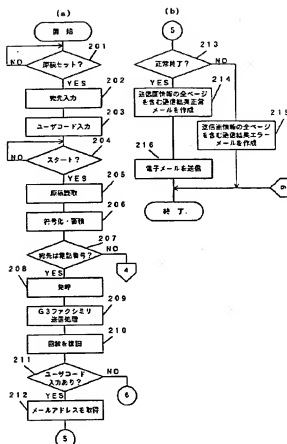 (a)
開始
201
原稿セット？
NO
YES
202
宛先入力
203
ユーザコード入力
204
スタート？
NO
YES
205
原稿読取
206
符号化・蓄積
207
宛先は電話番号？
NO
4
YES
208
発呼
209
G3ファクシミリ
送信処理
210
回線を復旧
211
ユーザコード
入力あり？
NO
6
YES
212
メールアドレスを取得
5
(b)
5
213
正常終了？
NO
YES
214
送信原情報の全ページ
を含む送信結果正常
メールを作成
215
送信情報の全ページ
を含む送信結果エラー
メールを作成
216
電子メールを送信
9
終了